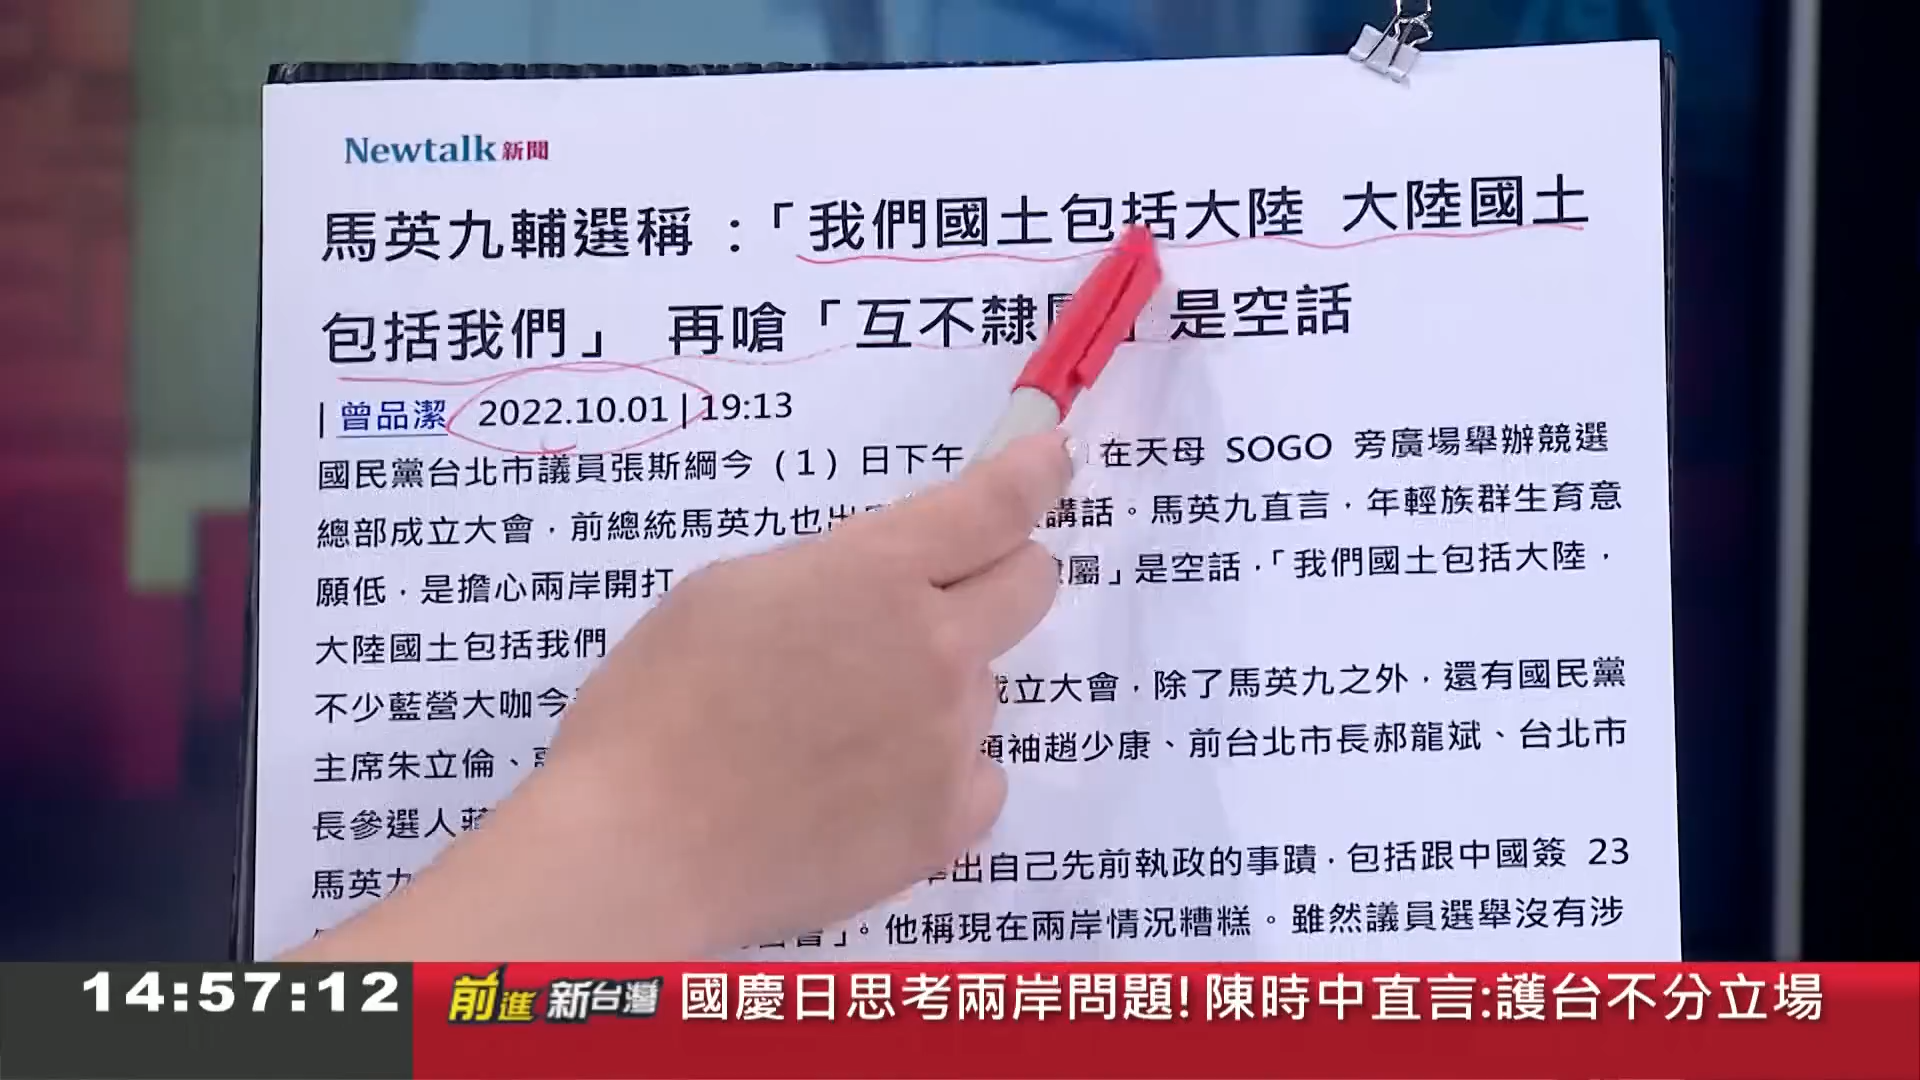 Newtalk新聞
馬英九輔選稱：「我們國土包括大陸 大陸國土
包括我們」 再嗆「互不隸屬」是空話
| 曾品潔 2022.10.01 | 19:13
國民黨台北市議員張斯綱今（1）日下午 在天母 SOGO 旁廣場舉辦競選
總部成立大會，前總統馬英九也出 講話。馬英九直言，年輕族群生育意
願低，是擔心兩岸開打 屬」是空話，「我們國土包括大陸，
大陸國土包括我們
不少藍營大咖今 成立大會，除了馬英九之外，還有國民黨
主席朱立倫、 領袖趙少康、前台北市長郝龍斌、台北市
長參選人蔣
馬英九 出自己先前執政的事蹟，包括跟中國簽 23
會」。他稱現在兩岸情況糟糕。雖然議員選舉沒有涉
14:57:12 前進新台灣 國慶日思考兩岸問題!陳時中直言:護台不分立場